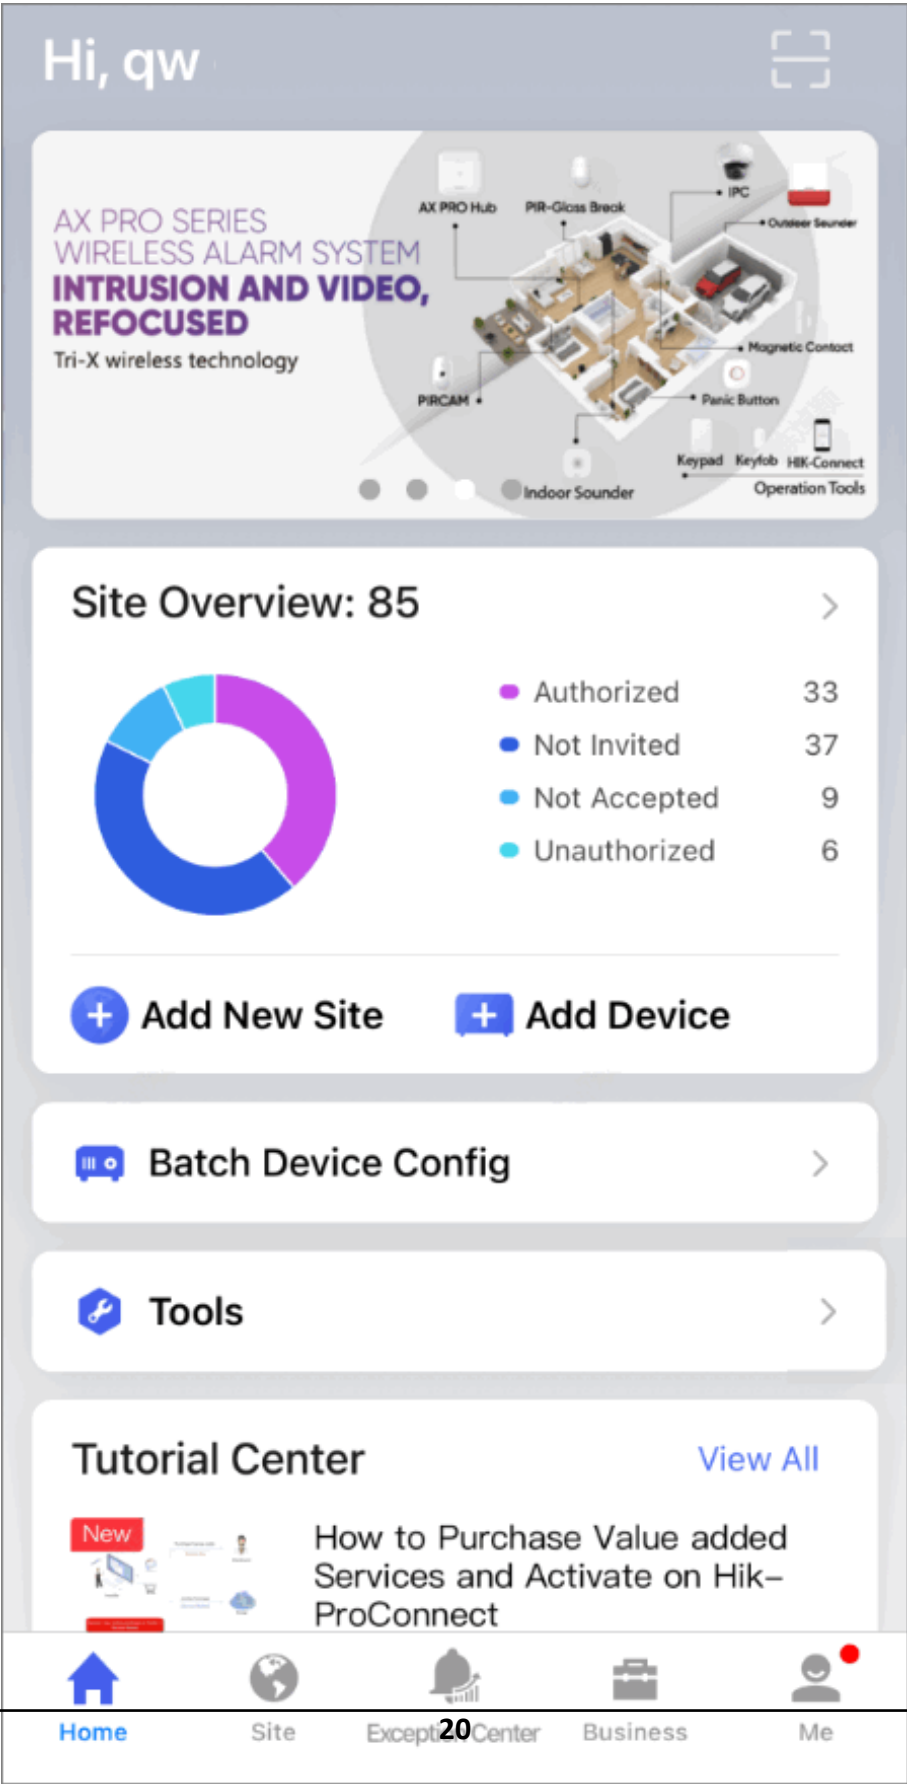 Hi, qw
AX PRO SERIES
WIRELESS ALARM SYSTEM
INTRUSION AND VIDEO,
REFOCUSED
Tri-X wireless technology
AX PRO Hub
PIR-Glass Break
IPC
Outdoor Sounder
Magnetic Contact
PIRCAM
Panic Button
Keypad Keyfob HIK-Connect
Indoor Sounder
Operation Tools
Site Overview: 85
Authorized 33
Not Invited 37
Not Accepted 9
Unauthorized 6
Add New Site
Add Device
Batch Device Config
Tools
Tutorial Center
View All
New
How to Purchase Value added
Services and Activate on Hik-
ProConnect
Home
Site
Exception Center
Business
Me
20